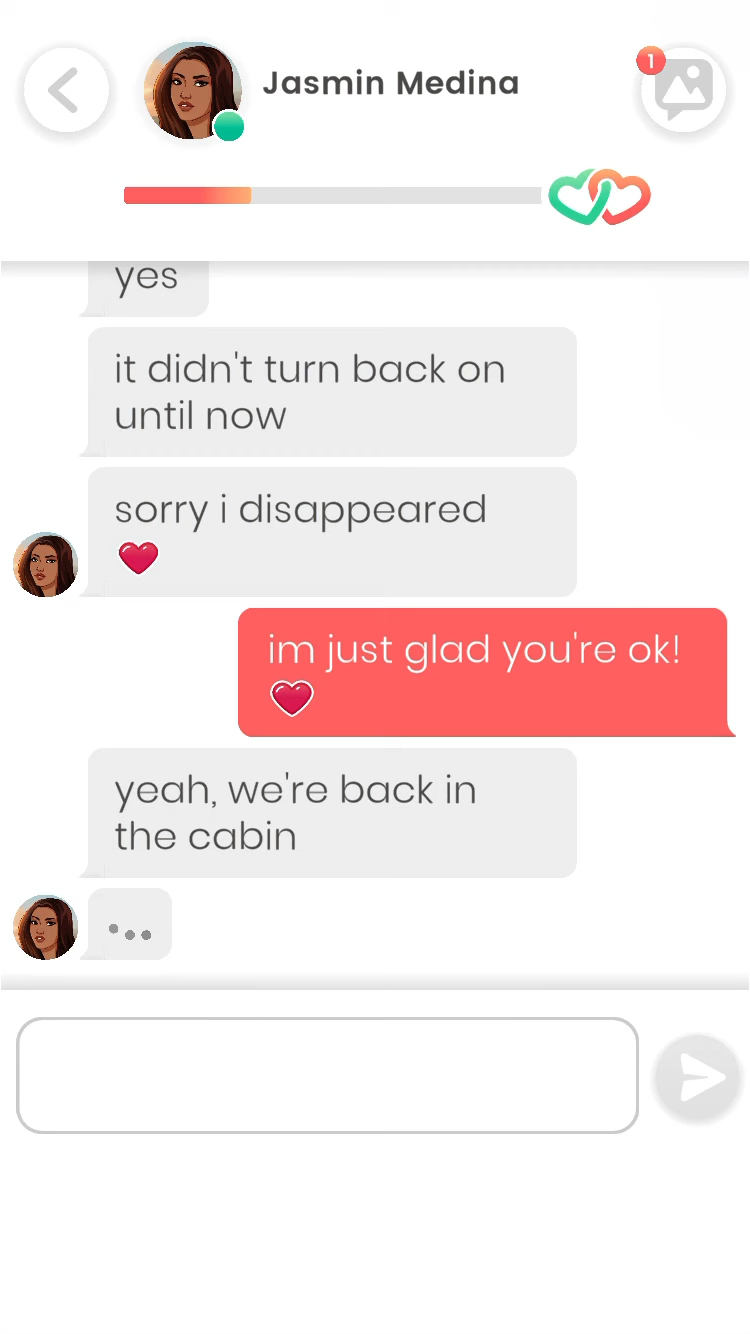 Jasmin Medina
1
yes
it didn't turn back on
until now
sorry i disappeared
im just glad you're ok!
yeah, we're back in
the cabin